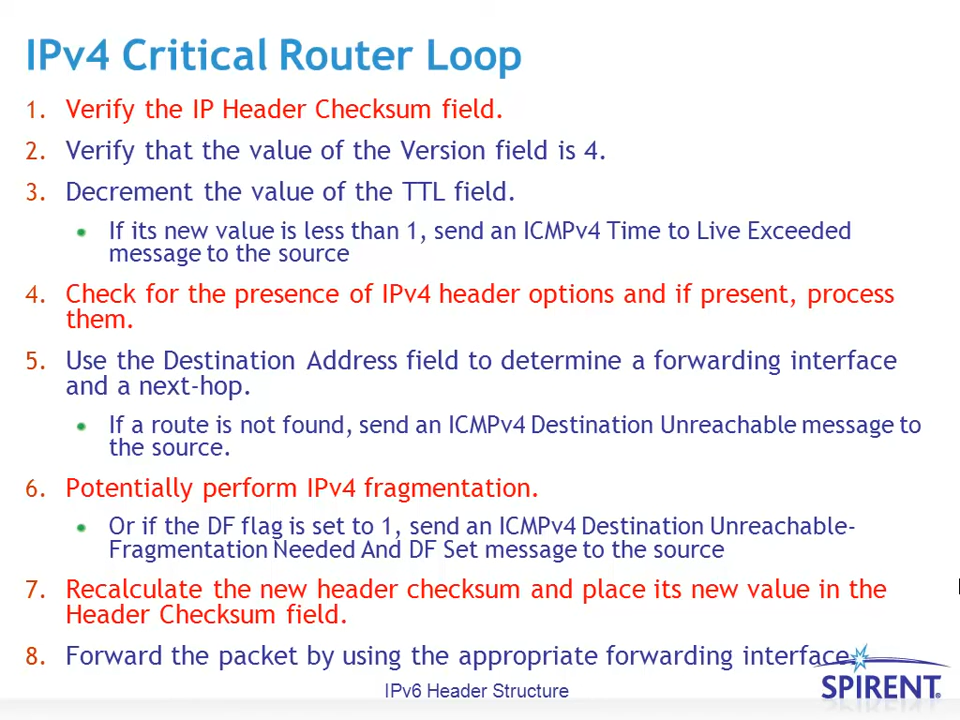 IPv4 Critical Router Loop
1. Verify the IP Header Checksum field.
2. Verify that the value of the Version field is 4.
3. Decrement the value of the TTL field.
If its new value is less than 1, send an ICMPv4 Time to Live Exceeded
message to the source
4. Check for the presence of IPv4 header options and if present, process
them.
5. Use the Destination Address field to determine a forwarding interface
and a next-hop.
If a route is not found, send an ICMPv4 Destination Unreachable message to
the source.
6. Potentially perform IPv4 fragmentation.
Or if the DF flag is set to 1, send an ICMPv4 Destination Unreachable-
Fragmentation Needed And DF Set message to the source
7. Recalculate the new header checksum and place its new value in the
Header Checksum field.
8. Forward the packet by using the appropriate forwarding interface.
IPv6 Header Structure
SPIRENT®